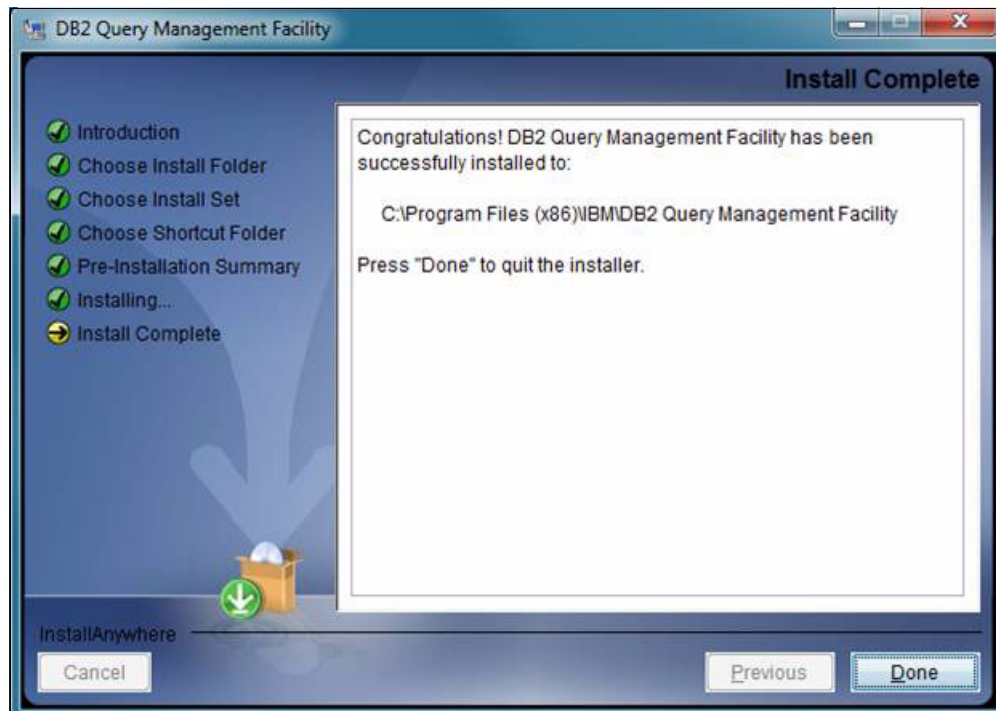 DB2 Query Management Facility
Install Complete
Introduction
Choose Install Folder
Choose Install Set
Choose Shortcut Folder
Pre-Installation Summary
Installing...
Install Complete
Congratulations! DB2 Query Management Facility has been
successfully installed to:
C:\Program Files (x86)\IBM\DB2 Query Management Facility
Press "Done" to quit the installer.
InstallAnywhere
Cancel
Previous
Done